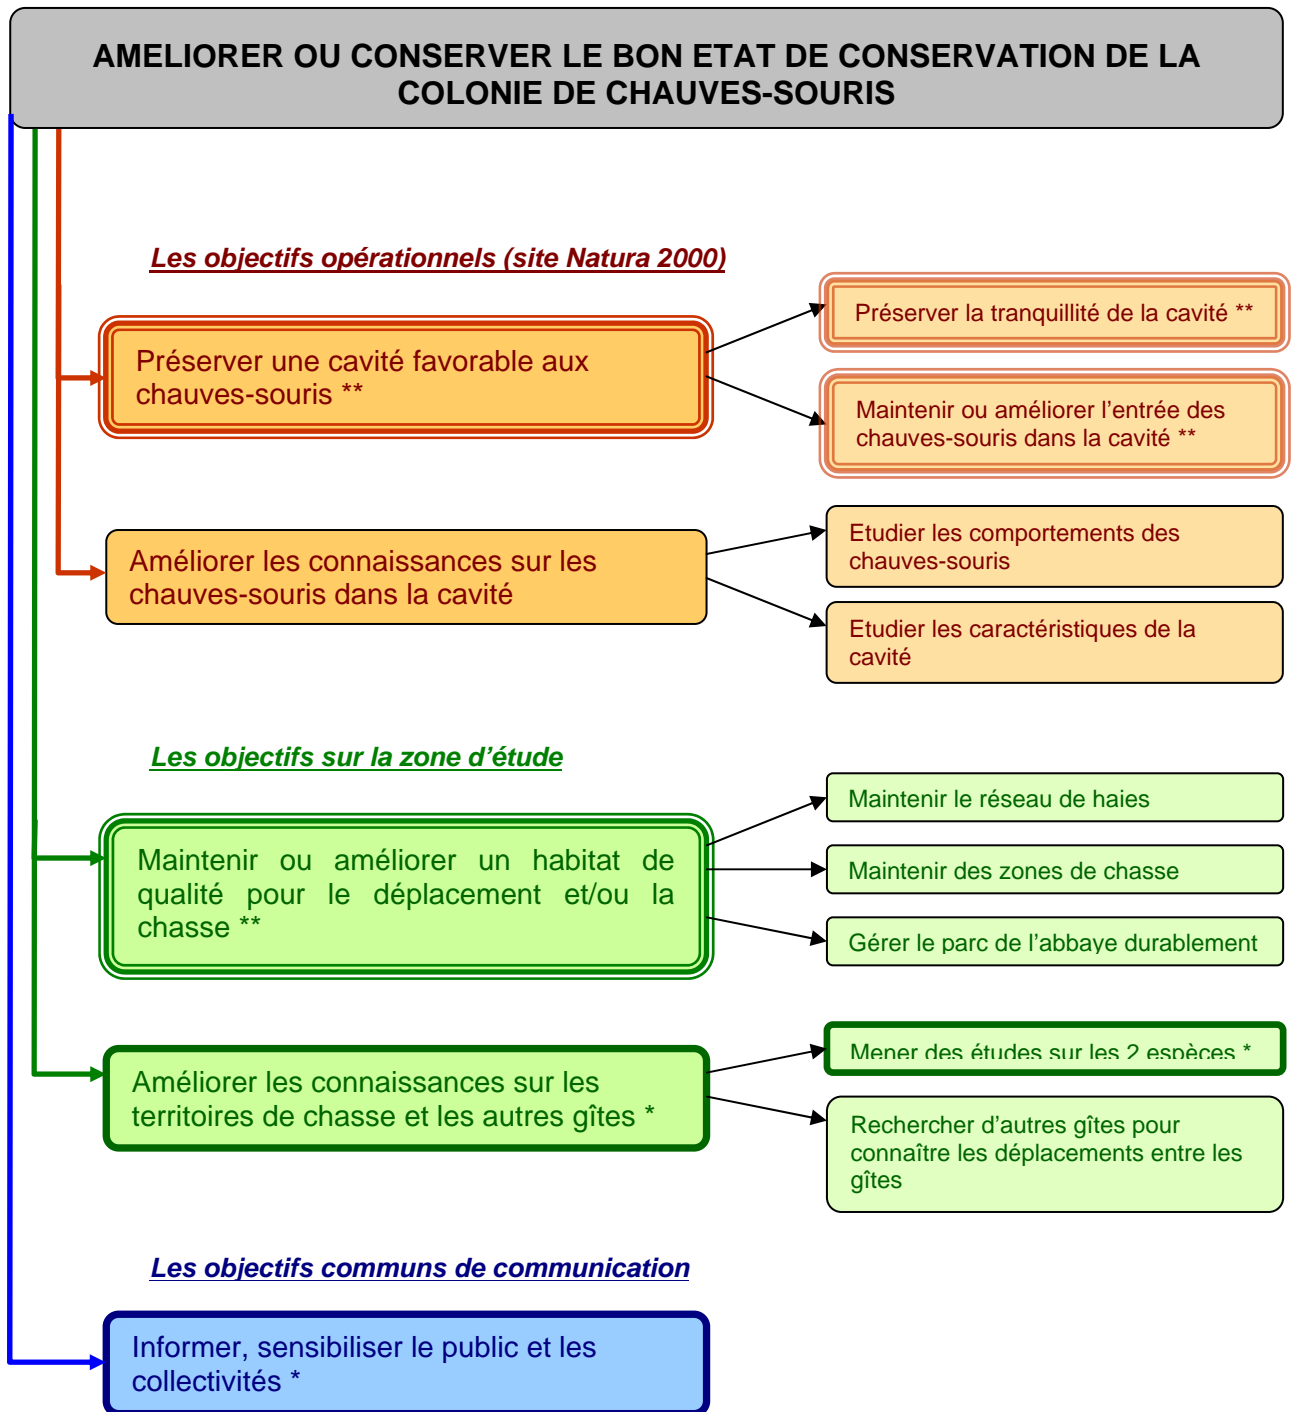 AMELIORER OU CONSERVER LE BON ETAT DE CONSERVATION DE LA
COLONIE DE CHAUVES-SOURIS
Les objectifs opérationnels (site Natura 2000)
Préserver une cavité favorable aux
chauves-souris **
Préserver la tranquillité de la cavité **
Maintenir ou améliorer l’entrée des
chauves-souris dans la cavité **
Améliorer les connaissances sur les
chauves-souris dans la cavité
Etudier les comportements des
chauves-souris
Etudier les caractéristiques de la
cavité
Les objectifs sur la zone d’étude
Maintenir ou améliorer un habitat de
qualité pour le déplacement et/ou la
chasse **
Maintenir le réseau de haies
Maintenir des zones de chasse
Gérer le parc de l’abbaye durablement
Améliorer les connaissances sur les
territoires de chasse et les autres gîtes *
Mener des études sur les 2 espèces *
Rechercher d’autres gîtes pour
connaître les déplacements entre les
gîtes
Les objectifs communs de communication
Informer, sensibiliser le public et les
collectivités *